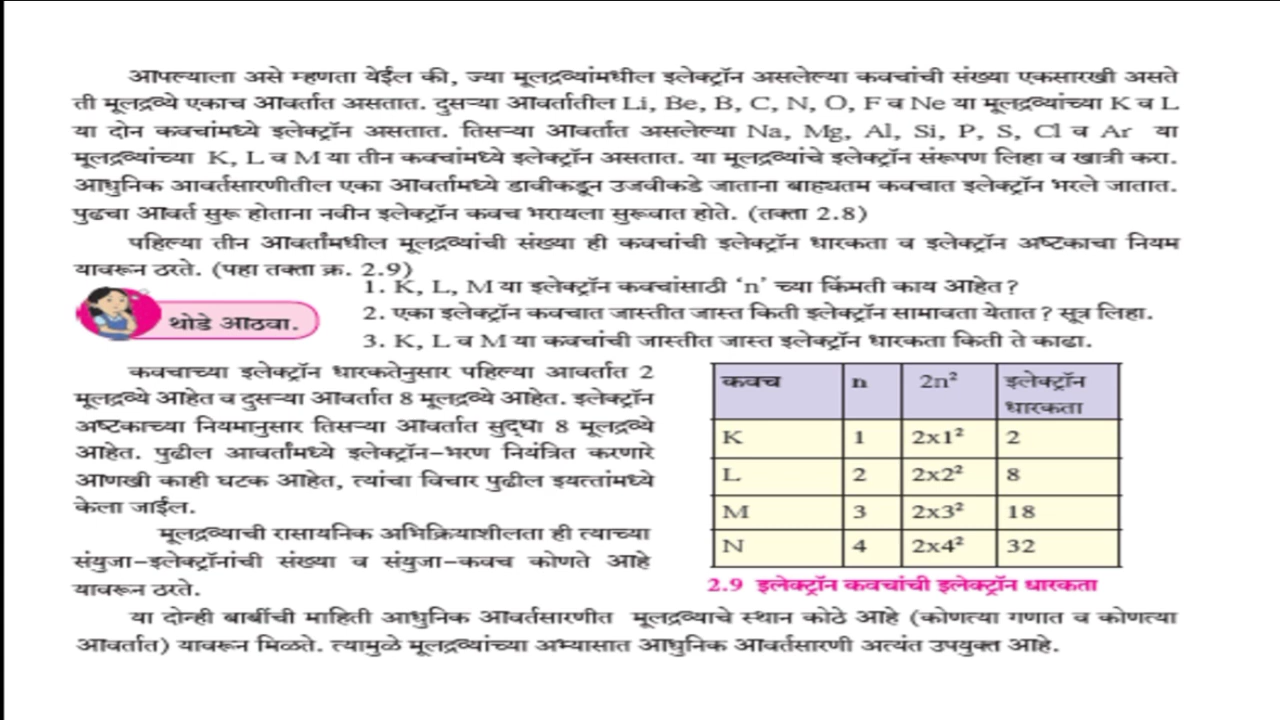 आपल्याला असे म्हणता येईल की, ज्या मूलद्रव्यांमधील इलेक्ट्रॉन असलेल्या कवचांची संख्या एकसारखी असते
ती मूलद्रव्ये एकाच आवर्तात असतात. दुसऱ्या आवर्तातील Li, Be, B, C, N, O, F व Ne या मूलद्रव्यांच्या K व L
या दोन कवचांमध्ये इलेक्ट्रॉन असतात. तिसऱ्या आवर्तात असलेल्या Na, Mg, Al, Si, P, S, Cl व Ar या
मूलद्रव्यांच्या K, L व M या तीन कवचांमध्ये इलेक्ट्रॉन असतात. या मूलद्रव्यांचे इलेक्ट्रॉन संरूपण लिहा व खात्री करा.
आधुनिक आवर्तसारणीतील एका आवर्तामध्ये डावीकडून उजवीकडे जाताना बाह्यतम कवचात इलेक्ट्रॉन भरले जातात.
पुढचा आवर्त सुरू होताना नवीन इलेक्ट्रॉन कवच भरायला सुरूवात होते. (तक्ता 2.8)
पहिल्या तीन आवर्तांमधील मूलद्रव्यांची संख्या ही कवचांची इलेक्ट्रॉन धारकता व इलेक्ट्रॉन अष्टकाचा नियम
यावरून ठरते. (पहा तक्ता क्र. 2.9)
थोडे आठवा.
1. K, L, M या इलेक्ट्रॉन कवचांसाठी ‘n’ च्या किंमती काय आहेत?
2. एका इलेक्ट्रॉन कवचात जास्तीत जास्त किती इलेक्ट्रॉन सामावता येतात? सूत्र लिहा.
3. K, L व M या कवचांची जास्तीत जास्त इलेक्ट्रॉन धारकता किती ते काढा.
कवचाच्या इलेक्ट्रॉन धारकतेनुसार पहिल्या आवर्तात 2
मूलद्रव्ये आहेत व दुसऱ्या आवर्तात 8 मूलद्रव्ये आहेत. इलेक्ट्रॉन
अष्टकाच्या नियमानुसार तिसऱ्या आवर्तात सुद्धा 8 मूलद्रव्ये
आहेत. पुढील आवर्तांमध्ये इलेक्ट्रॉन-भरण नियंत्रित करणारे
आणखी काही घटक आहेत, त्यांचा विचार पुढील इयत्तांमध्ये
केला जाईल.
मूलद्रव्याची रासायनिक अभिक्रियाशीलता ही त्याच्या
संयुजा-इलेक्ट्रॉनांची संख्या व संयुजा-कवच कोणते आहे
यावरून ठरते.
कवच n 2n² इलेक्ट्रॉन
धारकता
K 1 2x1² 2
L 2 2x2² 8
M 3 2x3² 18
N 4 2x4² 32
2.9 इलेक्ट्रॉन कवचांची इलेक्ट्रॉन धारकता
या दोन्ही बाबींची माहिती आधुनिक आवर्तसारणीत मूलद्रव्याचे स्थान कोठे आहे (कोणत्या गणात व कोणत्या
आवर्तात) यावरून मिळते. त्यामुळे मूलद्रव्यांच्या अभ्यासात आधुनिक आवर्तसारणी अत्यंत उपयुक्त आहे.